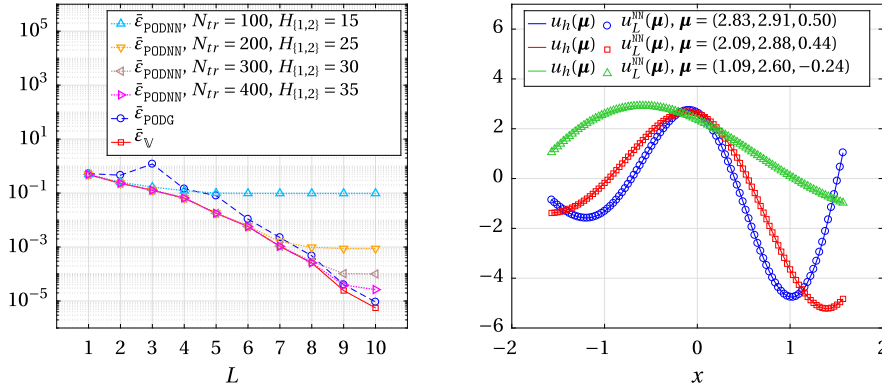 10^5
10^3
10^1
10^{-1}
10^{-3}
10^{-5}
1 2 3 4 5 6 7 8 9 10
L
ε̄_PODNN, N_tr = 100, H_{1,2} = 15
ε̄_PODNN, N_tr = 200, H_{1,2} = 25
ε̄_PODNN, N_tr = 300, H_{1,2} = 30
ε̄_PODNN, N_tr = 400, H_{1,2} = 35
ε̄_PODG
ε̄_𝕍
6
4
2
0
−2
−4
−6
−2 −1 0 1 2
x
u_h(μ) u_L^NN(μ), μ = (2.83, 2.91, 0.50)
u_h(μ) u_L^NN(μ), μ = (2.09, 2.88, 0.44)
u_h(μ) u_L^NN(μ), μ = (1.09, 2.60, −0.24)